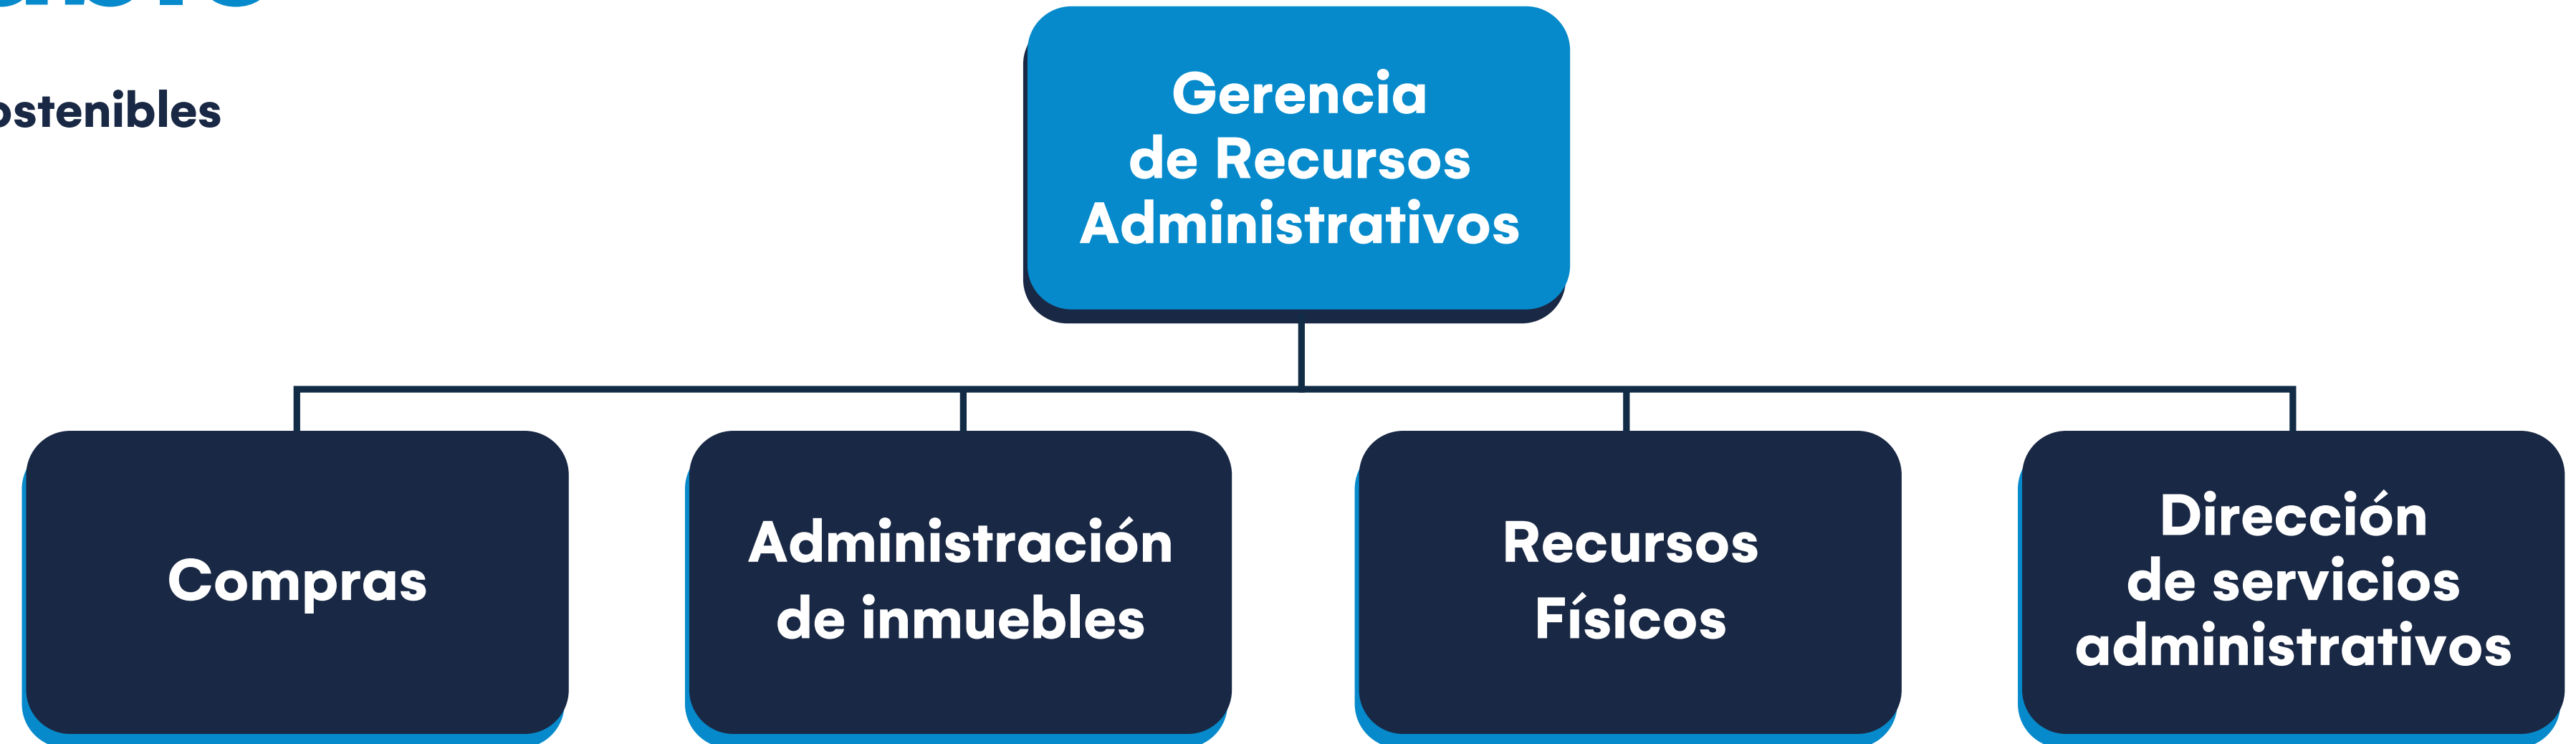 ostenibles
Gerencia
de Recursos
Administrativos
Compras
Administración
de inmuebles
Recursos
Físicos
Dirección
de servicios
administrativos